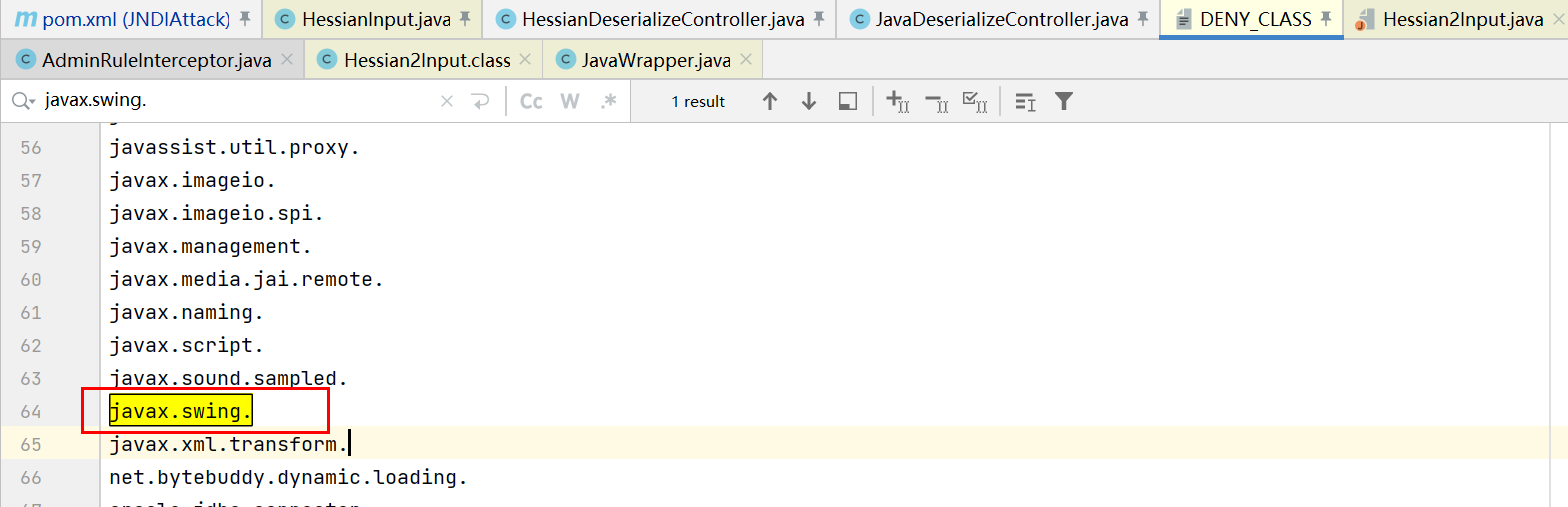 pom.xml (JNDIAttack)
HessianInput.java
HessianDeserializeController.java
JavaDeserializeController.java
DENY_CLASS
Hessian2Input.java
AdminRuleInterceptor.java
Hessian2Input.class
JavaWrapper.java
javax.swing.
Cc W .*
1 result
56 javassist.util.proxy.
57 javax.imageio.
58 javax.imageio.spi.
59 javax.management.
60 javax.media.jai.remote.
61 javax.naming.
62 javax.script.
63 javax.sound.sampled.
64 javax.swing.
65 javax.xml.transform.
66 net.bytebuddy.dynamic.loading.